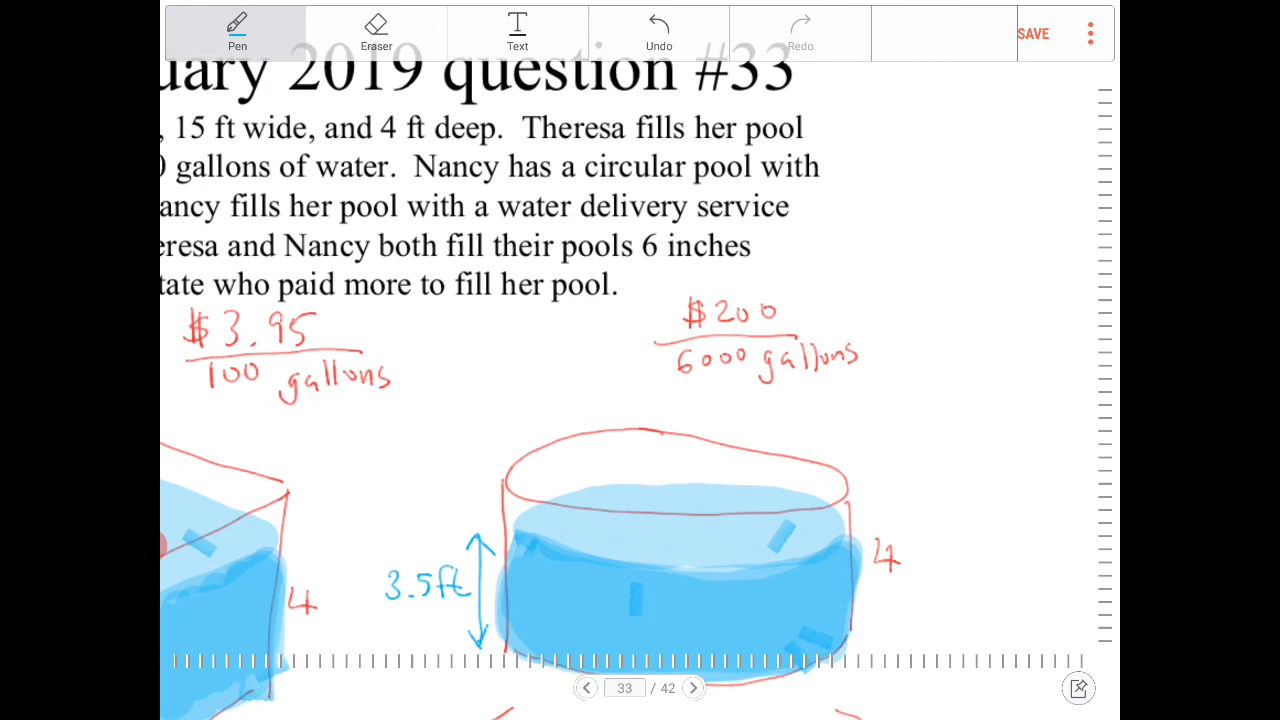 Pen Eraser Text Undo Redo SAVE
uary 2019 question #33
, 15 ft wide, and 4 ft deep. Theresa fills her pool
0 gallons of water. Nancy has a circular pool with
ancy fills her pool with a water delivery service
eresa and Nancy both fill their pools 6 inches
tate who paid more to fill her pool.
$3.95
100 gallons
$200
6000 gallons
3.5ft
4
4
33 / 42